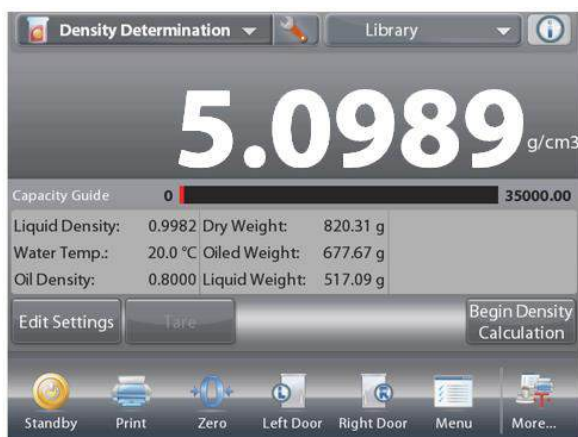 Density Determination
Library
5.0989 g/cm3
Capacity Guide 0 35000.00
Liquid Density: 0.9982 Dry Weight: 820.31 g
Water Temp.: 20.0 °C Oiled Weight: 677.67 g
Oil Density: 0.8000 Liquid Weight: 517.09 g
Edit Settings Tare Begin Density
Calculation
L R
Standby Print Zero Left Door Right Door Menu More...